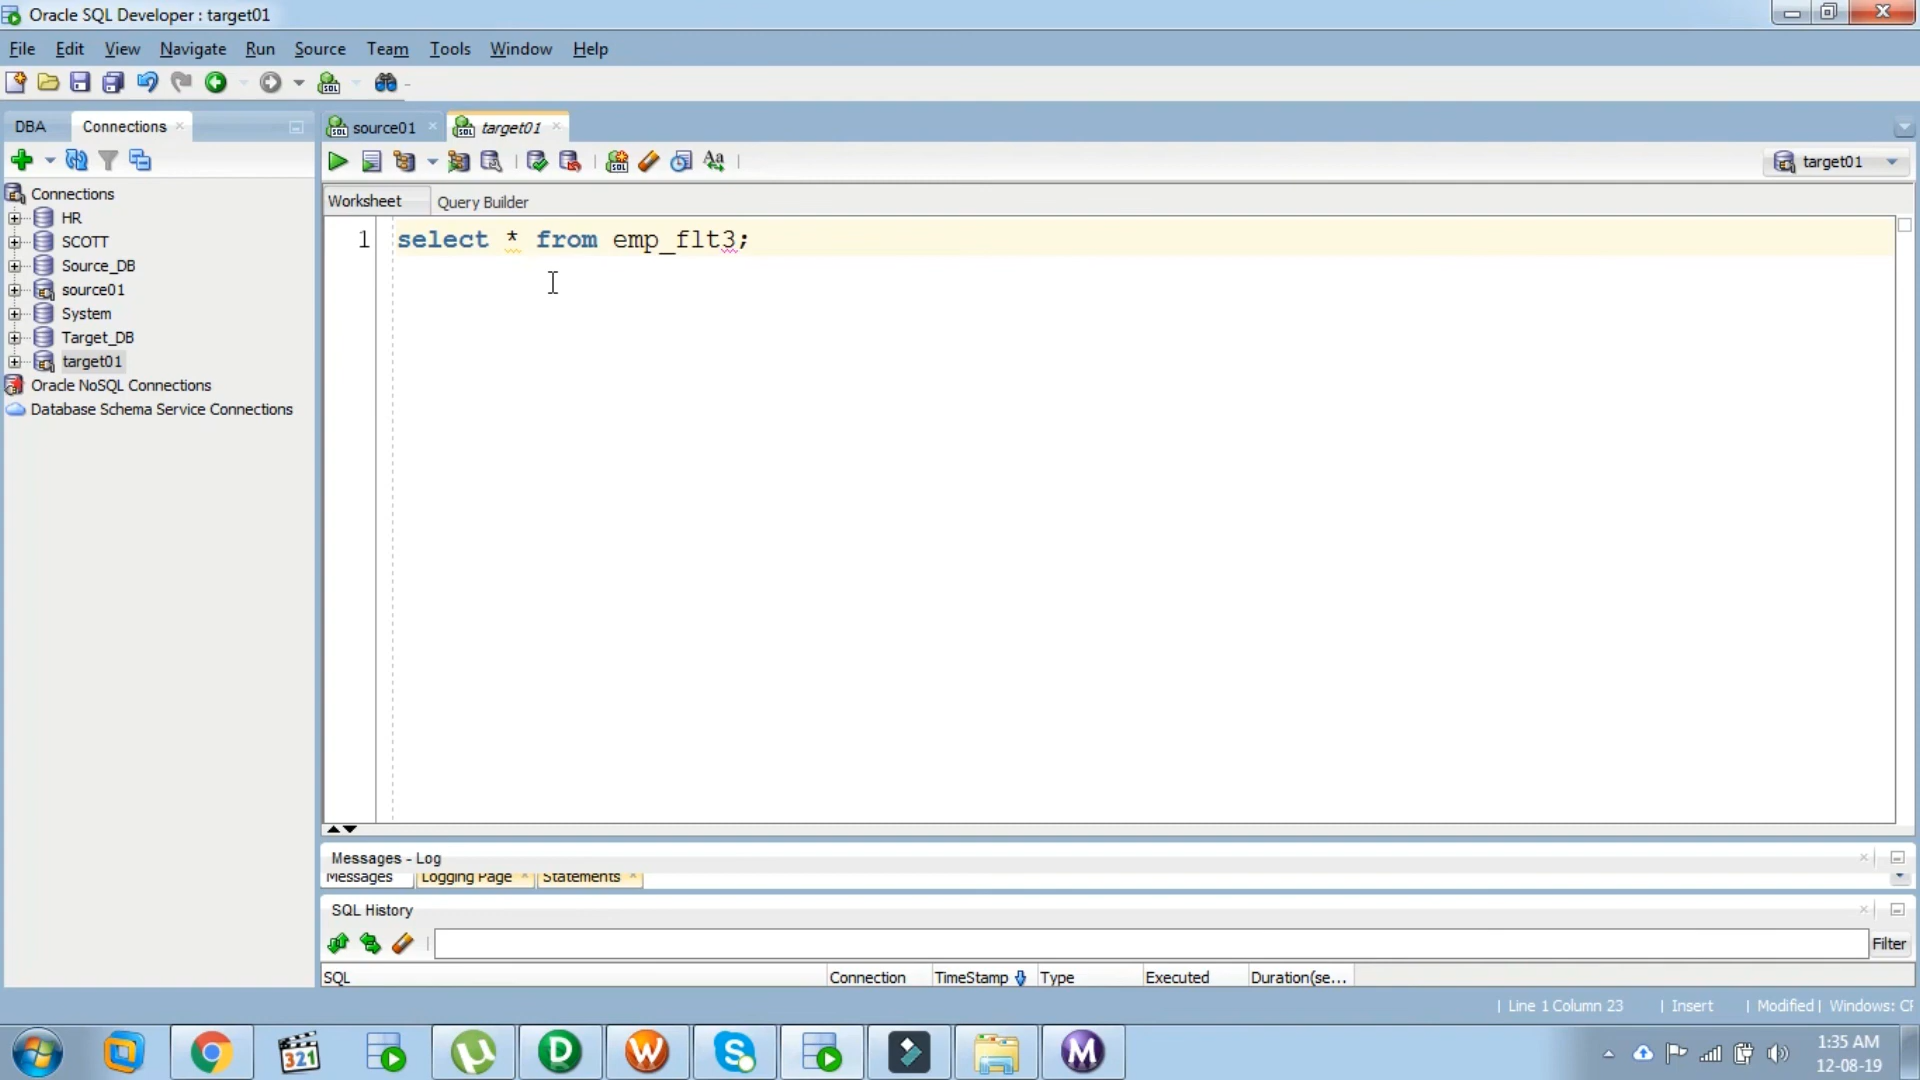 Oracle SQL Developer : target01
File Edit View Navigate Run Source Team Tools Window Help
DBA Connections
source01 target01
target01
Worksheet Query Builder
Connections
HR
SCOTT
Source_DB
source01
System
Target_DB
target01
Oracle NoSQL Connections
Database Schema Service Connections
1 select * from emp_flt3;
Messages - Log
Messages Logging Page Statements
SQL History
Filter
SQL Connection TimeStamp Type Executed Duration(se...
| Line 1 Column 23 | Insert | Modified | Windows: CF
321 D W S M
1:35 AM
12-08-19